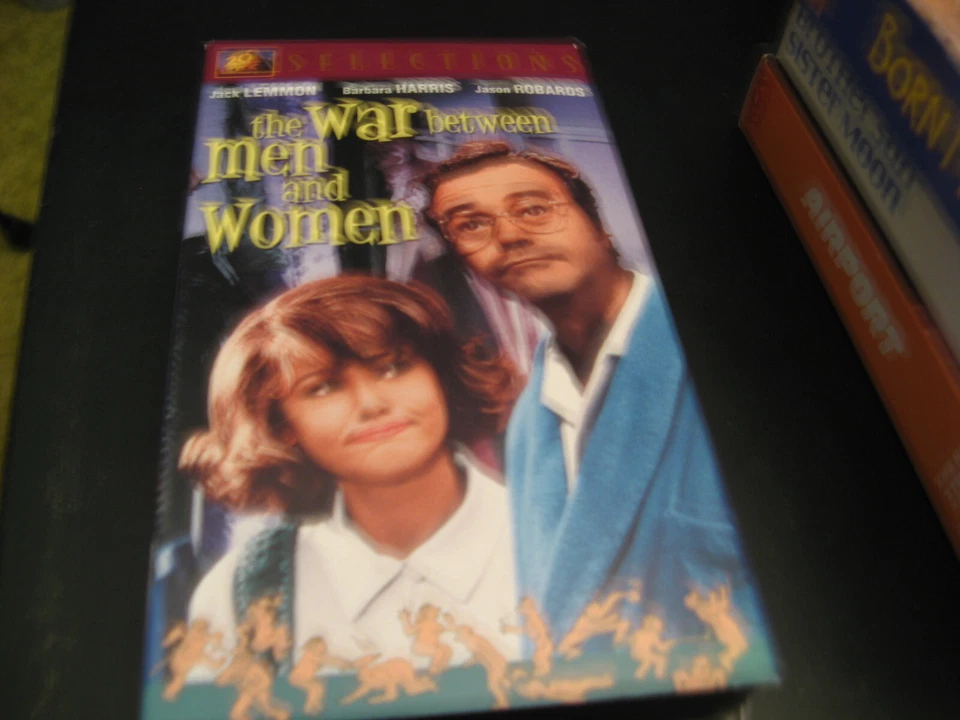 SELECTIONS
Jack LEMMON Barbara HARRIS Jason ROBARDS
the war between
men
and
women
AIRPORT
SISTER MOON
BORN